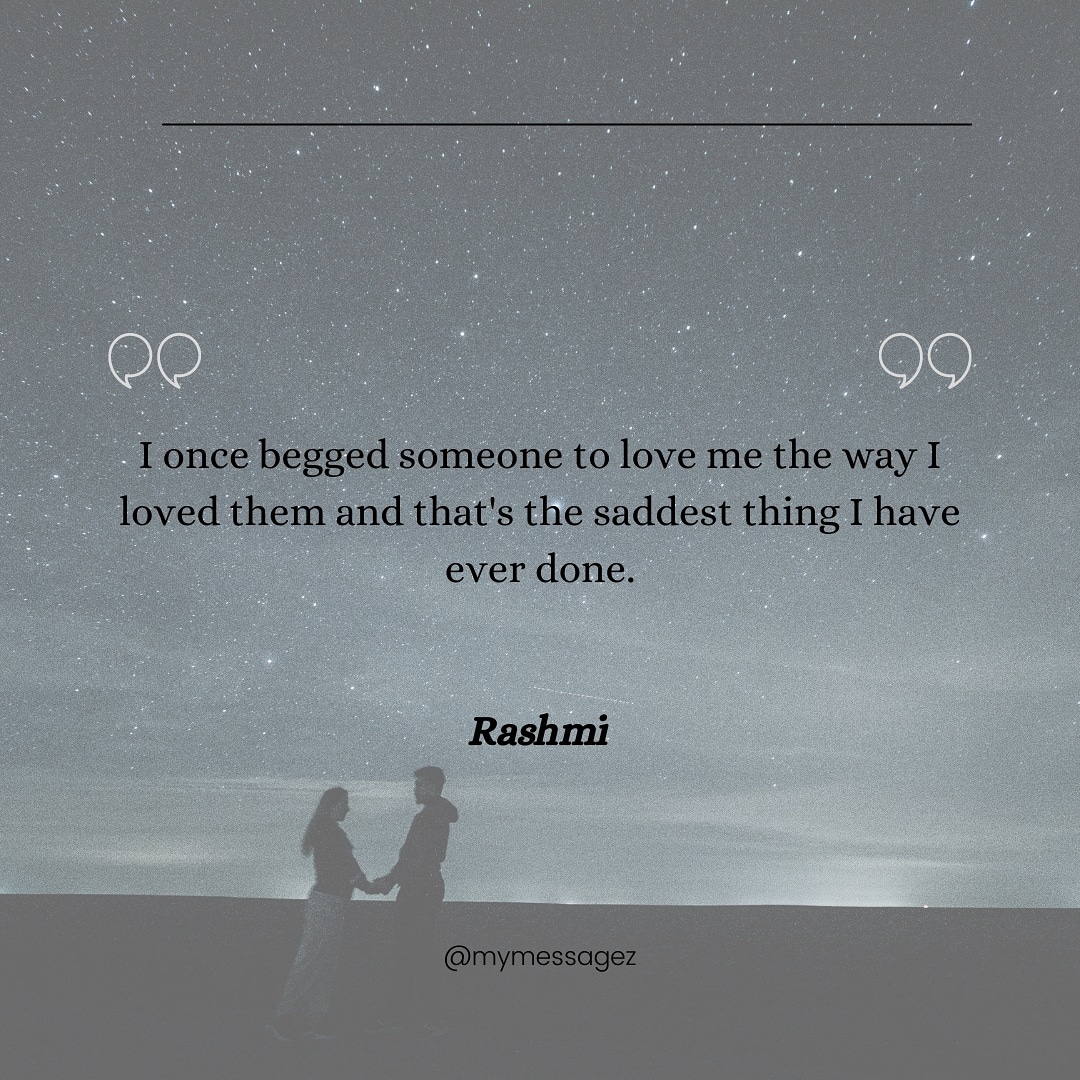 I once begged someone to love me the way I
loved them and that's the saddest thing I have
ever done.
Rashmi
@mymessagez